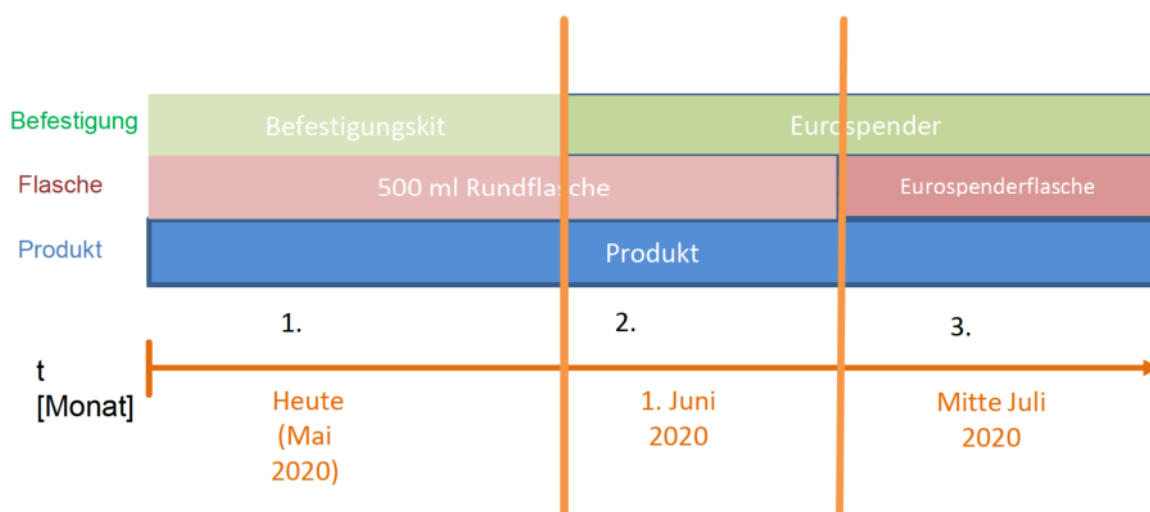 Befestigung
Befestigungskit
Eurospender
Flasche
500 ml Rundflasche
Eurospenderflasche
Produkt
Produkt
1.
2.
3.
t
[Monat]
Heute
(Mai
2020)
1. Juni
2020
Mitte Juli
2020